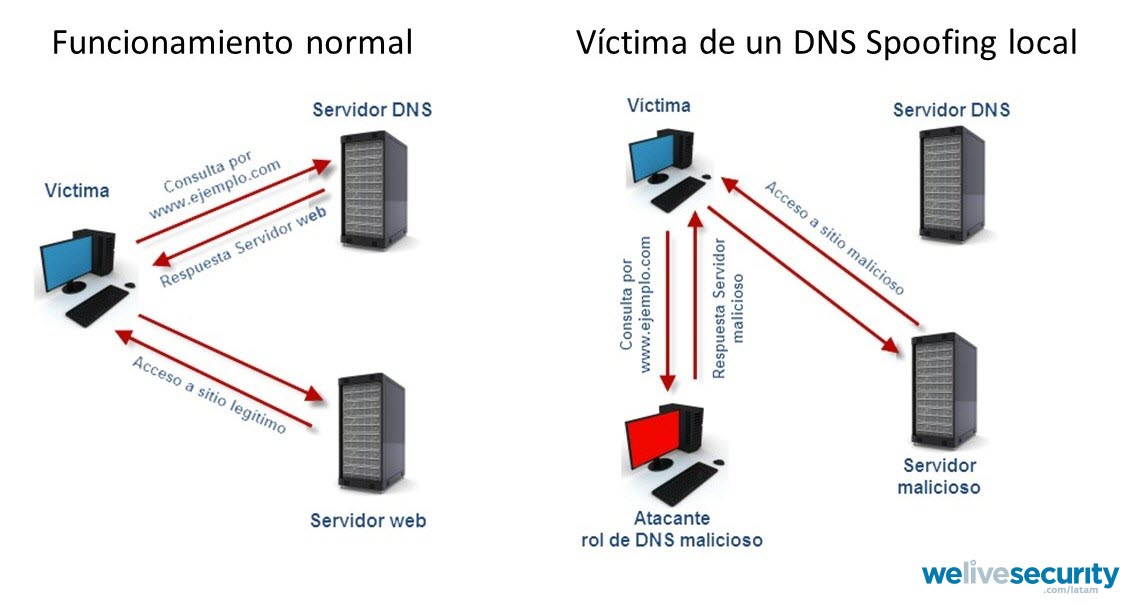 Funcionamiento normal
Servidor DNS
Víctima
Consulta por
www.ejemplo.com
Respuesta Servidor web
Acceso a sitio legítimo
Servidor web
Víctima de un DNS Spoofing local
Víctima
Servidor DNS
Consulta por
www.ejemplo.com
Respuesta Servidor
malicioso
Acceso a sitio malicioso
Servidor
malicioso
Atacante
rol de DNS malicioso
welivesecurity
.com/latam